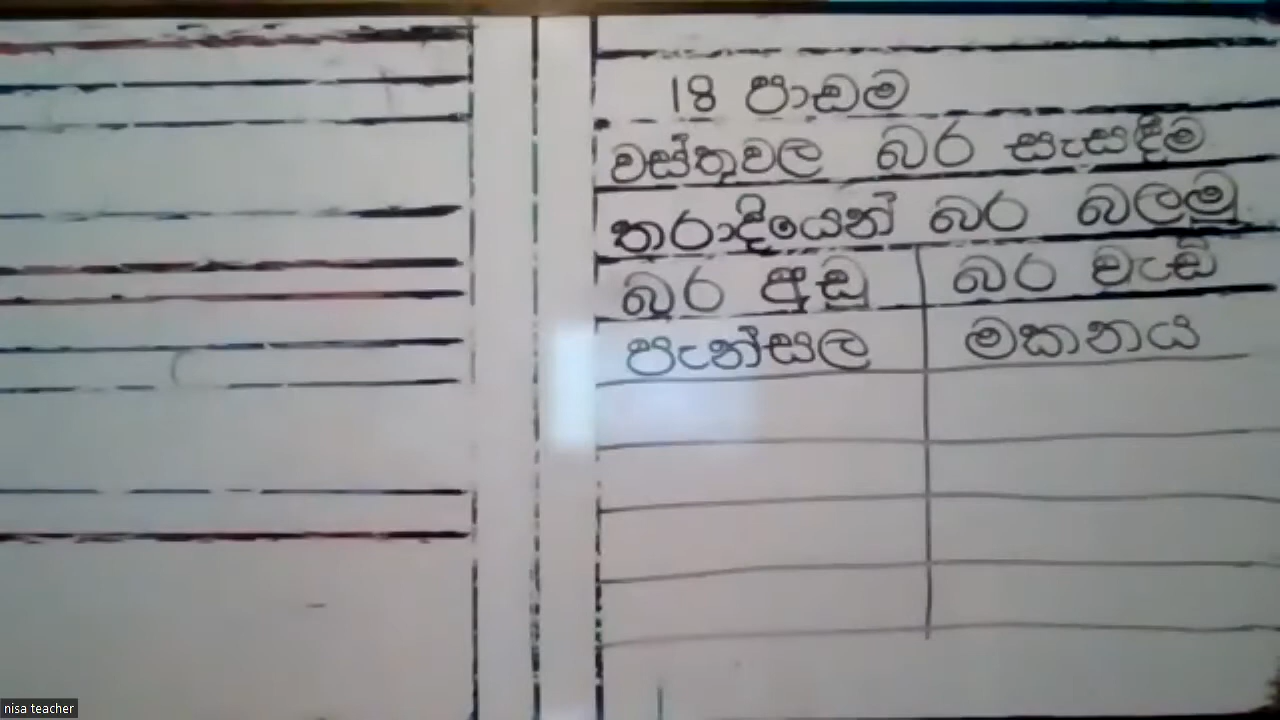 18 පාඩම
වස්තුවල බර සැසඳීම
තරාදියෙන් බර බලමු
බර අඩු බර වැඩි
පැන්සල මකනය
nisa teacher